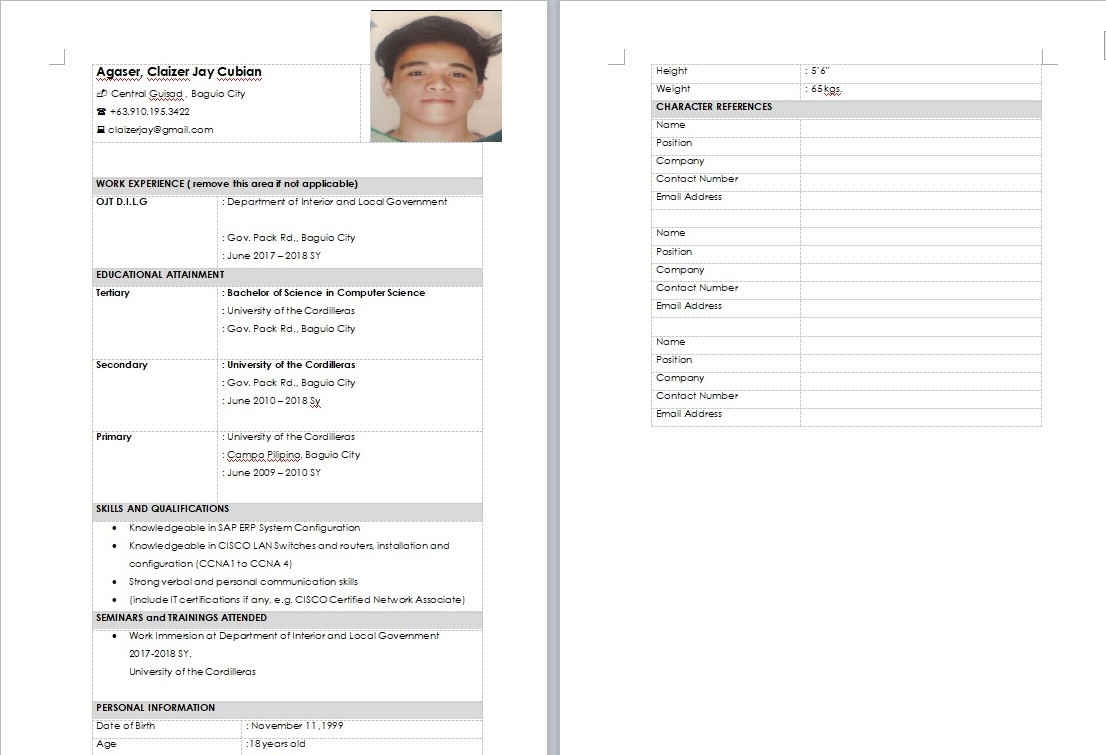 Agaser, Claizer Jay Cubian
Central Guisad , Baguio City
+63.910.195.3422
claizerjay@gmail.com
WORK EXPERIENCE ( remove this area if not applicable)
OJT D.I.L.G : Department of Interior and Local Government
: Gov. Pack Rd., Baguio City
: June 2017 – 2018 SY
EDUCATIONAL ATTAINMENT
Tertiary : Bachelor of Science in Computer Science
: University of the Cordilleras
: Gov. Pack Rd., Baguio City
Secondary : University of the Cordilleras
: Gov. Pack Rd., Baguio City
: June 2010 – 2018 Sy
Primary : University of the Cordilleras
: Campo Pilipino, Baguio City
: June 2009 – 2010 SY
SKILLS AND QUALIFICATIONS
• Knowledgeable in SAP ERP System Configuration
• Knowledgeable in CISCO LAN Switches and routers, installation and
configuration (CCNA1 to CCNA 4)
• Strong verbal and personal communication skills
• (include IT certifications if any, e.g. CISCO Certified Network Associate)
SEMINARS and TRAININGS ATTENDED
• Work Immersion at Department of Interior and Local Government
2017-2018 SY.
University of the Cordilleras
PERSONAL INFORMATION
Date of Birth : November 11 ,1999
Age :18 years old
Height : 5'6"
Weight : 65kgs.
CHARACTER REFERENCES
Name
Position
Company
Contact Number
Email Address
Name
Position
Company
Contact Number
Email Address
Name
Position
Company
Contact Number
Email Address